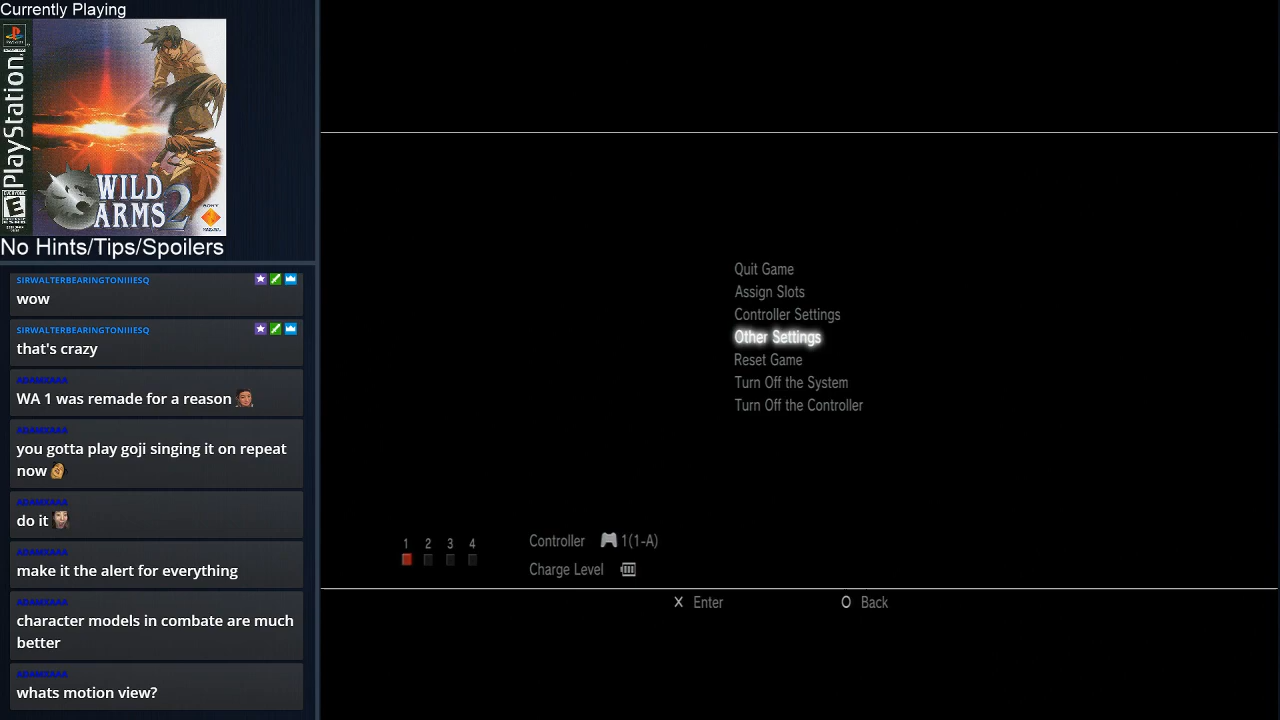 Currently Playing
PlayStation
WILD
ARMS 2
No Hints/Tips/Spoilers
SIRWALTERBEARINGTONIIIESQ
wow
SIRWALTERBEARINGTONIIIESQ
that's crazy
WA 1 was remade for a reason
you gotta play goji singing it on repeat
now
do it
make it the alert for everything
character models in combate are much
better
whats motion view?
Quit Game
Assign Slots
Controller Settings
Other Settings
Reset Game
Turn Off the System
Turn Off the Controller
1 2 3 4
Controller 1(1-A)
Charge Level
X Enter
O Back